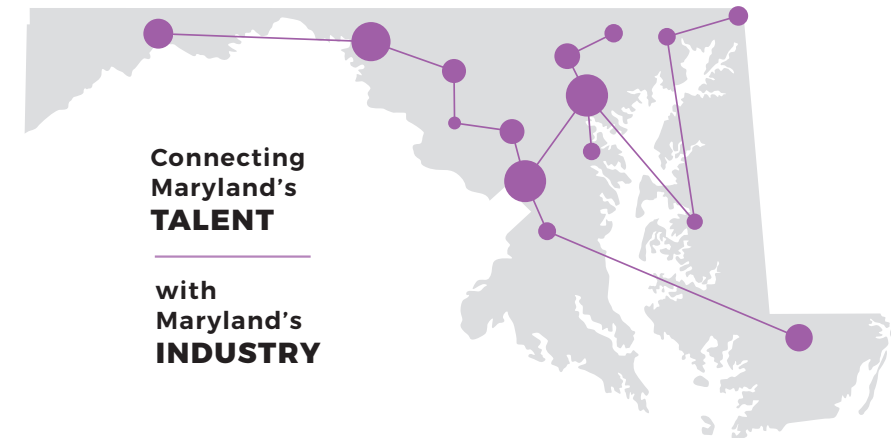 Connecting
Maryland's
TALENT
with
Maryland's
INDUSTRY